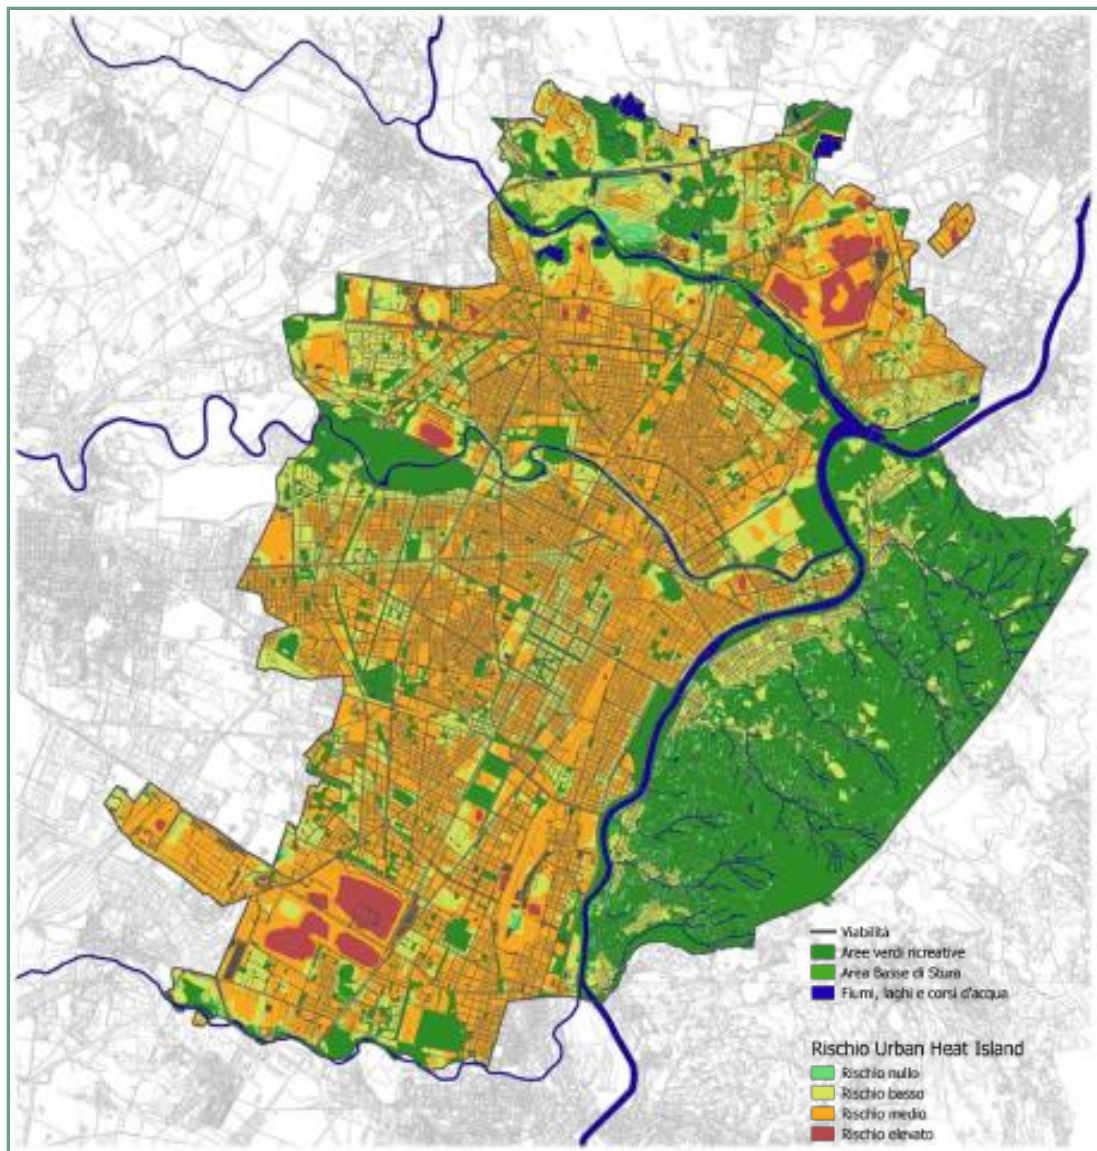 Viabilità
Aree verdi ricreative
Area Basse di Stura
Fiumi, laghi e corsi d'acqua
Rischio Urban Heat Island
Rischio nullo
Rischio basso
Rischio medio
Rischio elevato